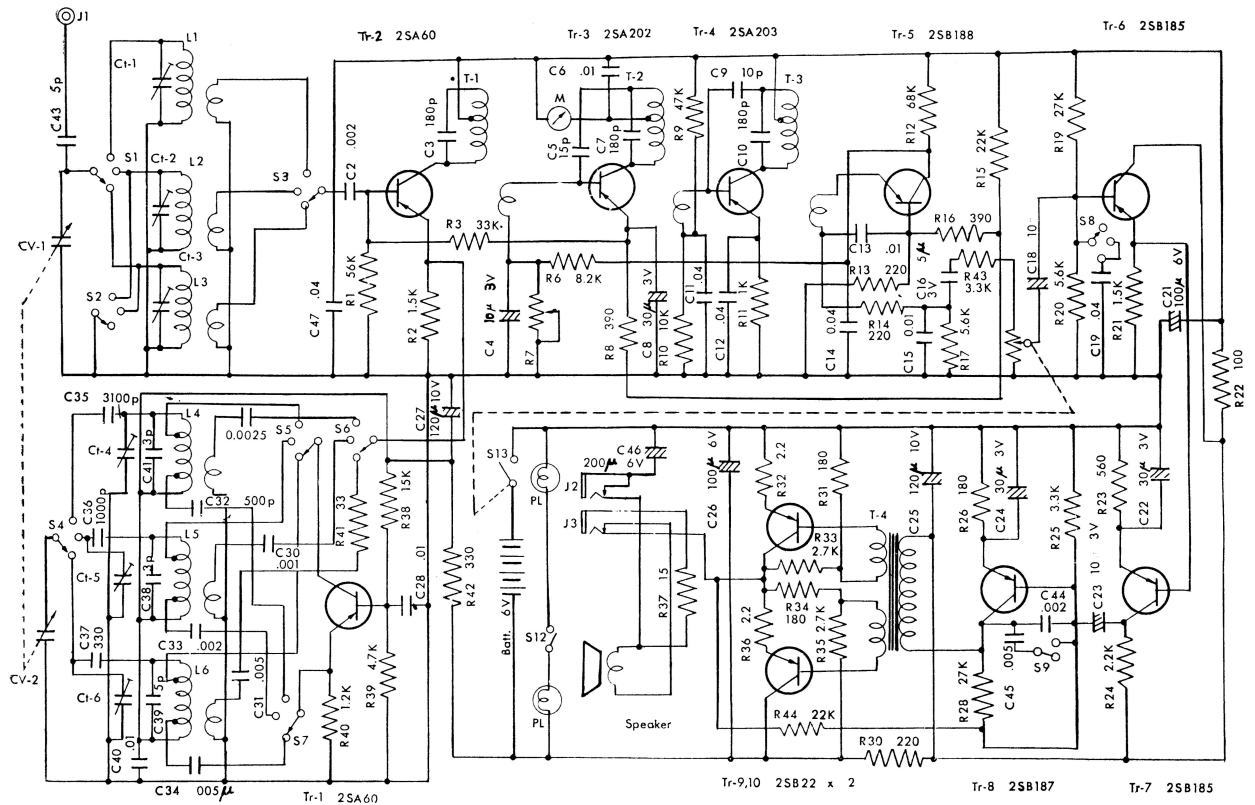 J1
C43 5p
Ct-1
L1
S1
Ct-2
L2
S3
Ct-3
L3
S2
CV-1
C2 .002
C47 .04
Tr-2 2SA60
T-1
C3 180p
R1 56K
R2 1.5K
R3 33K
Tr-3 2SA202
C6 .01
M
T-2
C5 15p
C7 180p
C4 10µ 3V
R7
R6 8.2K
R8 390
C8 30µ 3V
Tr-4 2SA203
R9 47K
C9 10p
T-3
C10 180p
R10 10K
C11 .04
C12 .04
R11 1K
Tr-5 2SB188
R12 68K
R15 22K
C13 .01
R16 390
R13 220
R14 220
C14 0.04
C15 0.01
C16 5µ 3V
R43 3.3K
R17 5.6K
Tr-6 2SB185
R19 27K
C18 10
S8
R20 5.6K
C19 .04
R21 1.5K
C21 100µ 6V
R22 100
C35 3100p
Ct-4
C41 3p
L4
0.0025
S5
S6
C32 500p
R41 33
R38 15K
C27 120µ 10V
C36 1000p
S4
Ct-5
C38 3p
L5
C30 .001
C28 .01
R42 330
C33 .002
C37 330
Ct-6
C39 5p
L6
.005
C31
S7
R40 1.2K
R39 4.7K
C40 .01
CV-2
C34 005µ
Tr-1 2SA60
S13
PL
Batt. 6V
S12
PL
200µ 6V
C46
J2
J3
R37 15
Speaker
C26 100µ 6V
R32 2.2
R31 180
R33 2.7K
R34 180
R36 2.2
R35 2.7K
T-4
C25 120µ 10V
R44 22K
R30 220
R26 180
C24 30µ 3V
R25 3.3K
C44 .002
C23 10 3V
.005
C45
S9
R28 27K
R23 560
C22 30µ 3V
R24 2.2K
Tr-9,10 2SB22 x 2
Tr-8 2SB187
Tr-7 2SB185